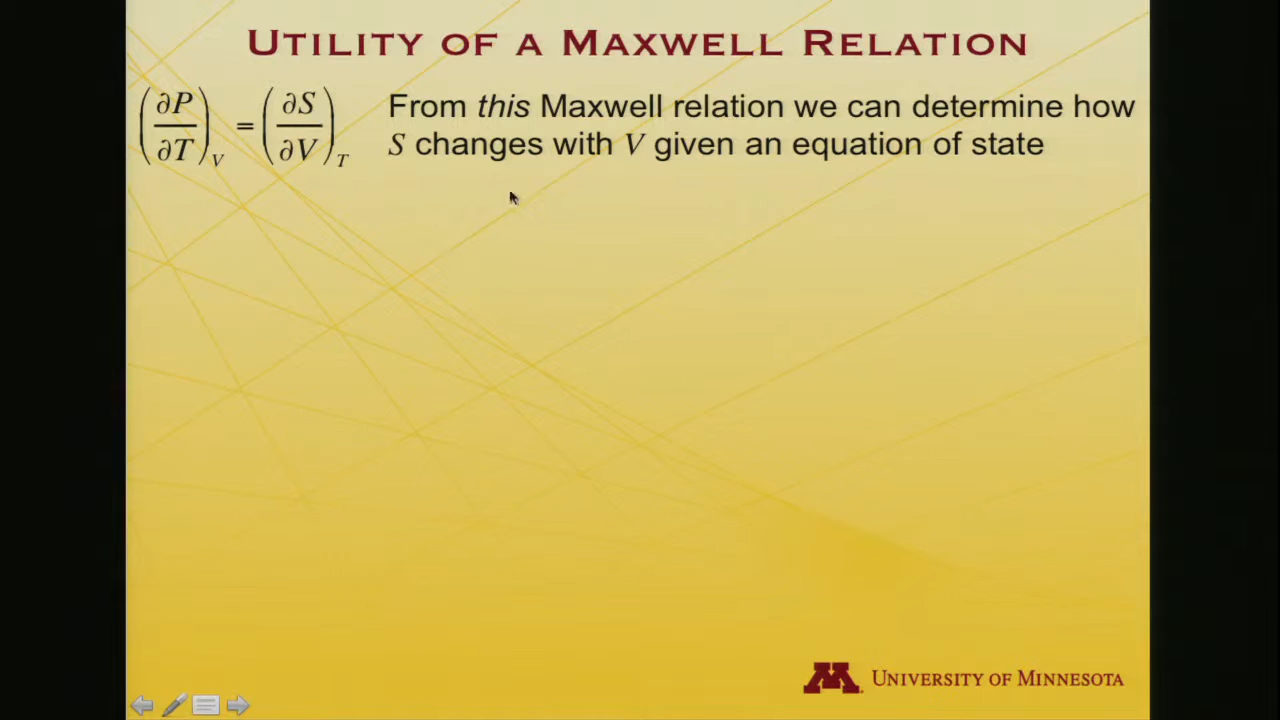 UTILITY OF A MAXWELL RELATION
(∂P/∂T)_V = (∂S/∂V)_T From this Maxwell relation we can determine how
S changes with V given an equation of state
M UNIVERSITY OF MINNESOTA